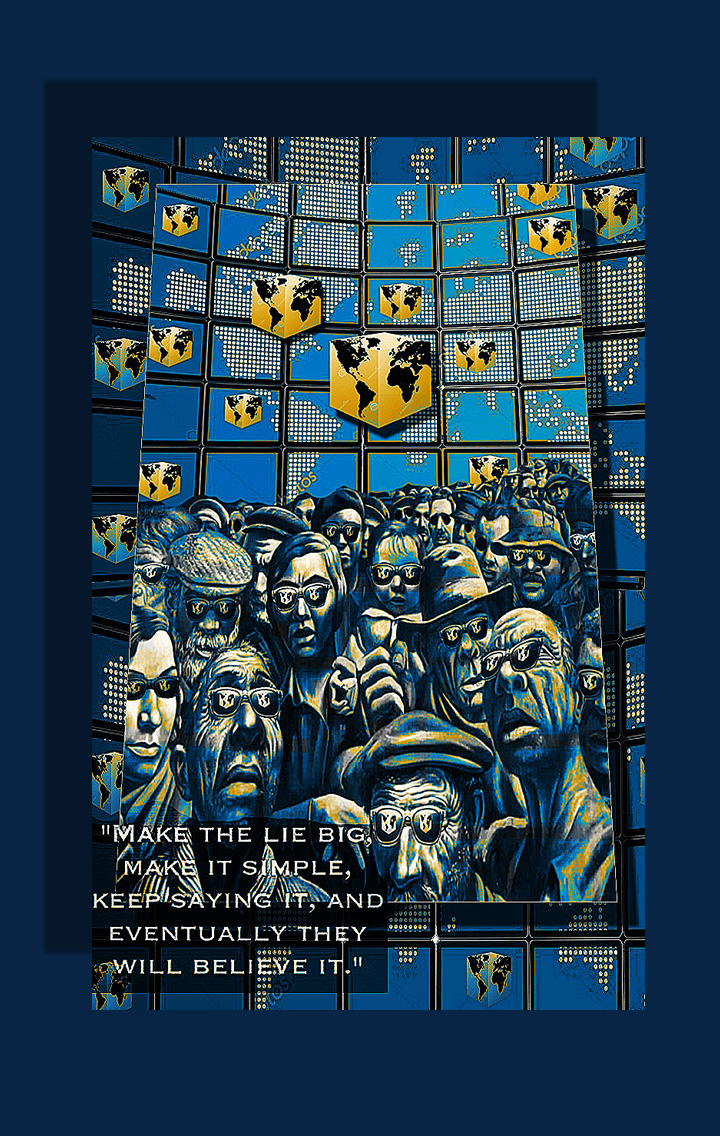 "Make the lie big,
make it simple,
keep saying it, and
eventually they
will believe it."